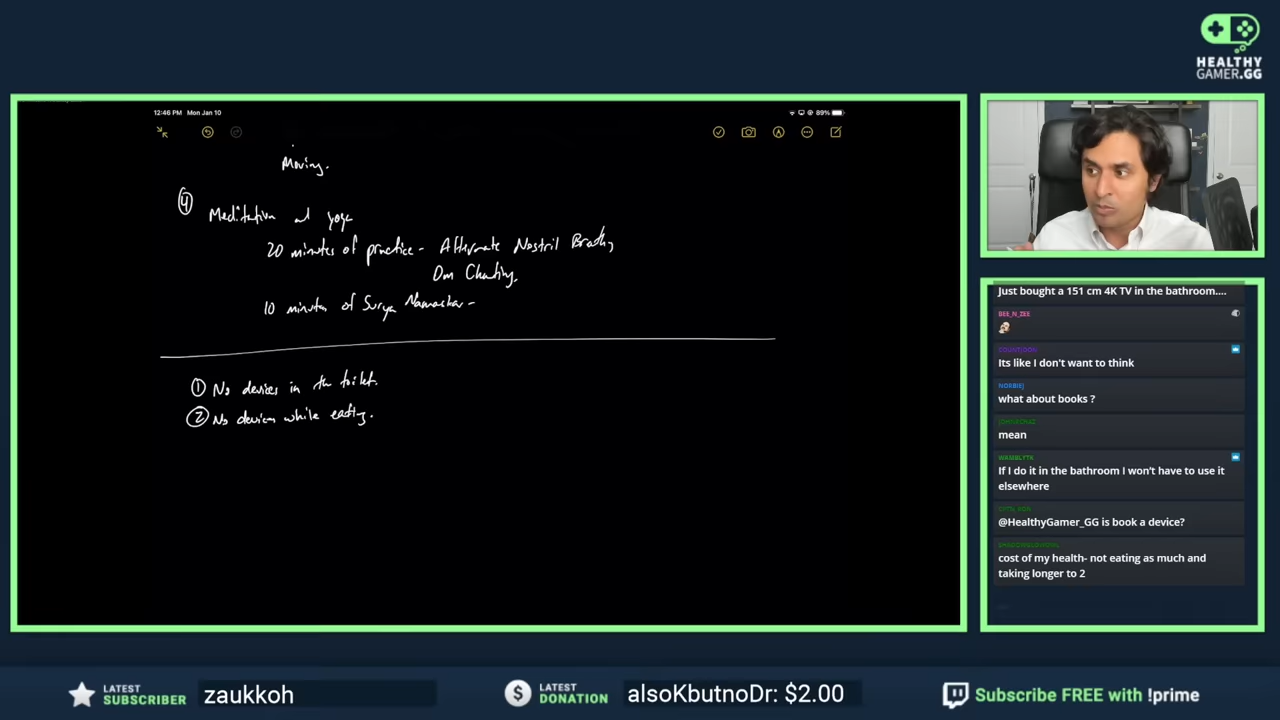 HEALTHY
GAMER.GG
12:46 PM Mon Jan 10
89%
Moving.
4
Meditation and yoga
20 minutes of practice - Alternate Nostril Breath,
Om Chanting.
10 minutes of Surya Namaskar -
1 No devices in the toilet.
2 No devices while eating.
Just bought a 151 cm 4K TV in the bathroom....
BEE_N_ZEE
Its like I don't want to think
NORBIEJ
what about books ?
mean
WAMBLYTK
If I do it in the bathroom I won't have to use it
elsewhere
@HealthyGamer_GG is book a device?
cost of my health- not eating as much and
taking longer to 2
LATEST
SUBSCRIBER
zaukkoh
LATEST
DONATION
alsoKbutnoDr: $2.00
Subscribe FREE with !prime